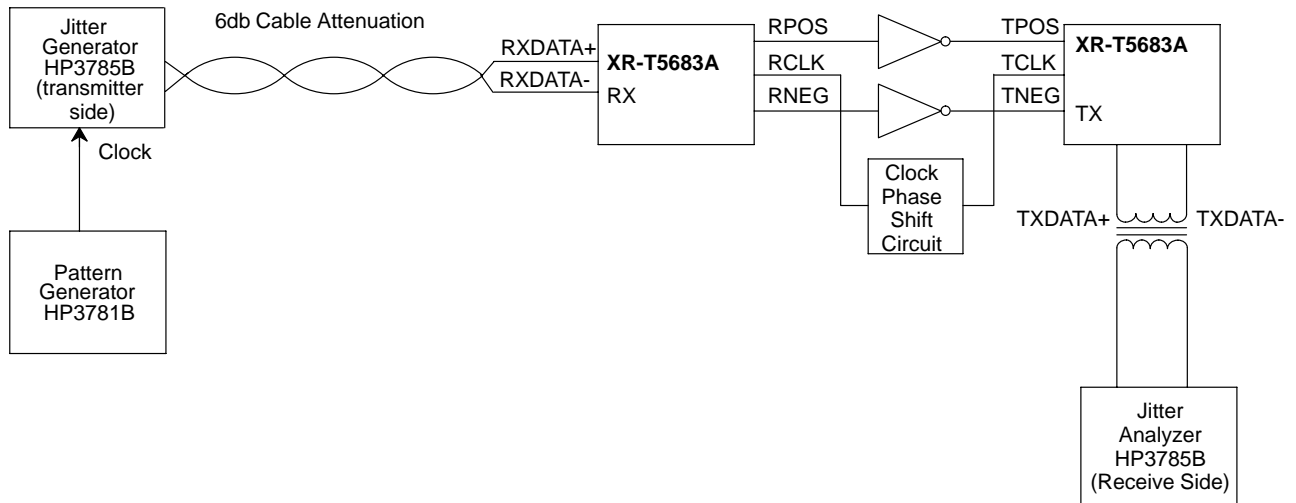 Jitter
Generator
HP3785B
(transmitter
side)
6db Cable Attenuation
Clock
Pattern
Generator
HP3781B
RXDATA+
RXDATA-
XR-T5683A
RX
RPOS
RCLK
RNEG
Clock
Phase
Shift
Circuit
TPOS
TCLK
TNEG
XR-T5683A
TX
TXDATA+
TXDATA-
Jitter
Analyzer
HP3785B
(Receive Side)